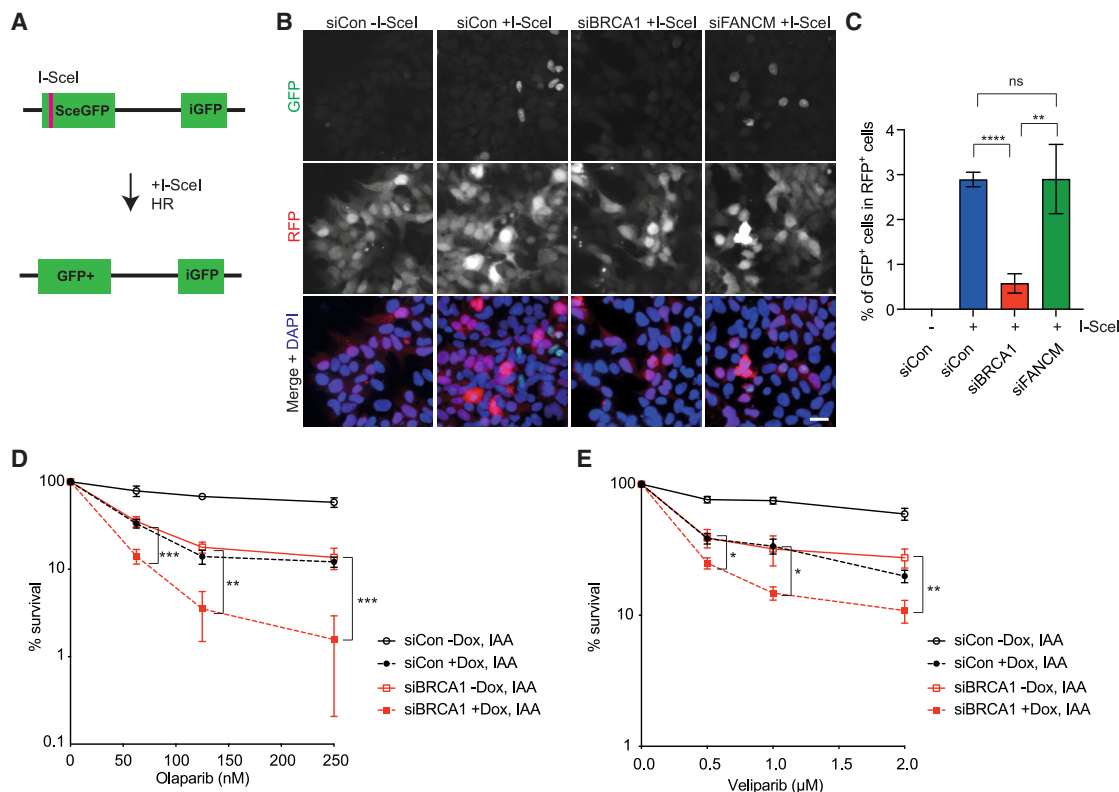 A
I-SceI
SceGFP
iGFP
+I-SceI
HR
GFP+
iGFP
B
siCon -I-SceI
siCon +I-SceI
siBRCA1 +I-SceI
siFANCM +I-SceI
GFP
RFP
Merge + DAPI
C
ns
****
**
% of GFP+ cells in RFP+ cells
4
3
2
1
0
- + + + I-SceI
siCon
siCon
siBRCA1
siFANCM
D
% survival
100
10
1
0.1
***
**
***
0 50 100 150 200 250
Olaparib (nM)
siCon -Dox, IAA
siCon +Dox, IAA
siBRCA1 -Dox, IAA
siBRCA1 +Dox, IAA
E
% survival
100
10
1
*
*
**
0.0 0.5 1.0 1.5 2.0
Veliparib (µM)
siCon -Dox, IAA
siCon +Dox, IAA
siBRCA1 -Dox, IAA
siBRCA1 +Dox, IAA